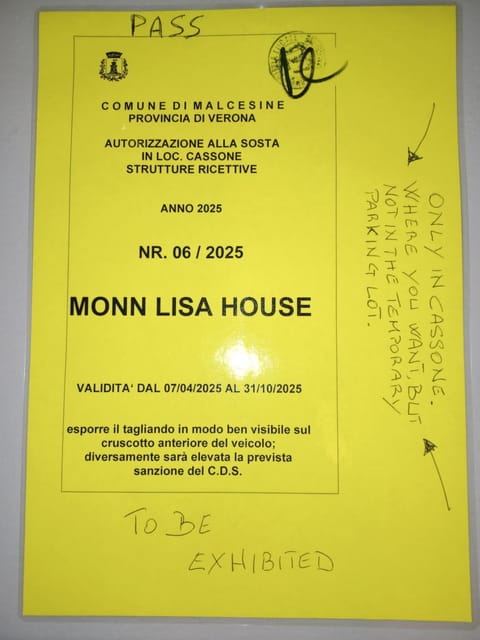 PASS
COMUNE DI MALCESINE
PROVINCIA DI VERONA
AUTORIZZAZIONE ALLA SOSTA
IN LOC. CASSONE
STRUTTURE RICETTIVE
ANNO 2025
NR. 06 / 2025
MONN LISA HOUSE
VALIDITA' DAL 07/04/2025 AL 31/10/2025
esporre il tagliando in modo ben visibile sul
cruscotto anteriore del veicolo;
diversamente sarà elevata la prevista
sanzione del C.D.S.
TO BE
EXHIBITED
ONLY IN CASSONE.
WHERE YOU WANT, BUT
NOT IN THE TEMPORARY
PARKING LOT.